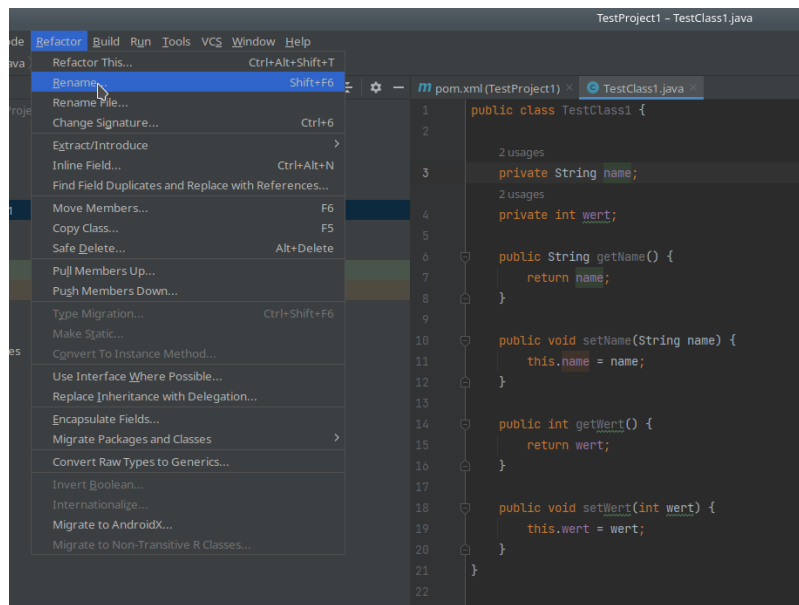 TestProject1 – TestClass1.java
ode Refactor Build Run Tools VCS Window Help
ava
Refactor This... Ctrl+Alt+Shift+T
Rename... Shift+F6
Rename File...
Change Signature... Ctrl+6
Extract/Introduce
Inline Field... Ctrl+Alt+N
Find Field Duplicates and Replace with References...
Move Members... F6
Copy Class... F5
Safe Delete... Alt+Delete
Pull Members Up...
Push Members Down...
Type Migration... Ctrl+Shift+F6
Make Static...
Convert To Instance Method...
Use Interface Where Possible...
Replace Inheritance with Delegation...
Encapsulate Fields...
Migrate Packages and Classes
Convert Raw Types to Generics...
Invert Boolean...
Internationalize...
Migrate to AndroidX...
Migrate to Non-Transitive R Classes...
Proje
1
es
m pom.xml (TestProject1) C TestClass1.java
1 public class TestClass1 {
2
2 usages
3 private String name;
2 usages
4 private int wert;
5
6 public String getName() {
7 return name;
8 }
9
10 public void setName(String name) {
11 this.name = name;
12 }
13
14 public int getWert() {
15 return wert;
16 }
17
18 public void setWert(int wert) {
19 this.wert = wert;
20 }
21 }
22